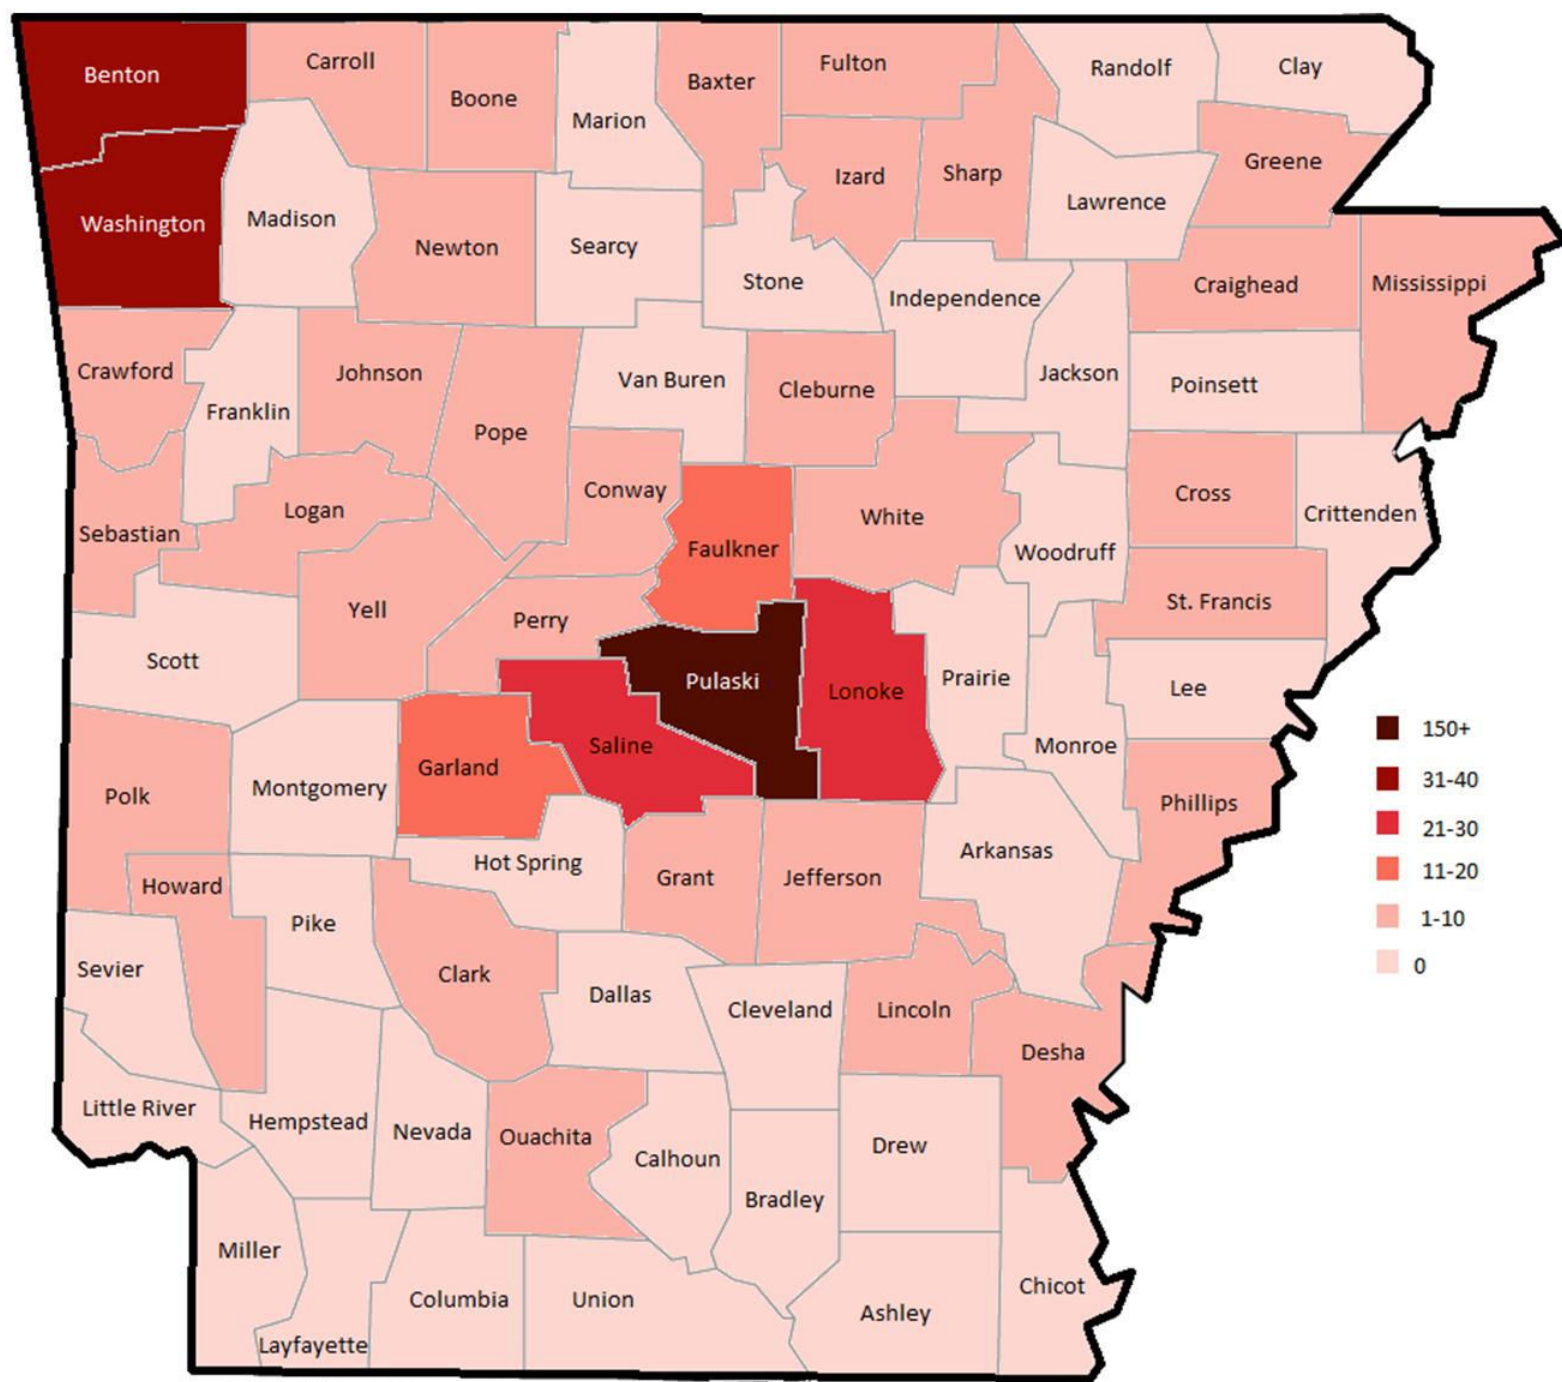 Benton
Carroll
Boone
Marion
Baxter
Fulton
Randolf
Clay
Izard
Sharp
Greene
Lawrence
Washington
Madison
Newton
Searcy
Stone
Independence
Craighead
Mississippi
Crawford
Franklin
Johnson
Pope
Van Buren
Cleburne
Jackson
Poinsett
Sebastian
Logan
Conway
Faulkner
White
Woodruff
Cross
Crittenden
Scott
Yell
Perry
Pulaski
Lonoke
Prairie
St. Francis
Lee
Monroe
Polk
Montgomery
Garland
Saline
Phillips
Howard
Pike
Hot Spring
Grant
Jefferson
Arkansas
Sevier
Clark
Dallas
Cleveland
Lincoln
Desha
Little River
Hempstead
Nevada
Ouachita
Calhoun
Bradley
Drew
Miller
Layfayette
Columbia
Union
Ashley
Chicot
150+
31-40
21-30
11-20
1-10
0